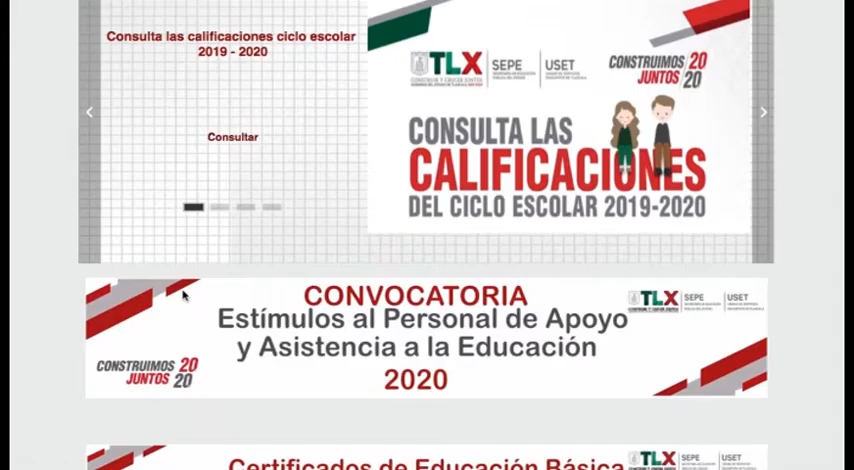 Consulta las calificaciones ciclo escolar
2019 - 2020
Consultar
TLX
SEPE
USET
CONSTRUIMOS 20
JUNTOS 20
CONSULTA LAS
CALIFICACIONES
DEL CICLO ESCOLAR 2019-2020
CONVOCATORIA
Estímulos al Personal de Apoyo
y Asistencia a la Educación
2020
CONSTRUIMOS 20
JUNTOS 20
TLX
SEPE
USET
Certificados de Educación Básica
TLX
SEPE
USET